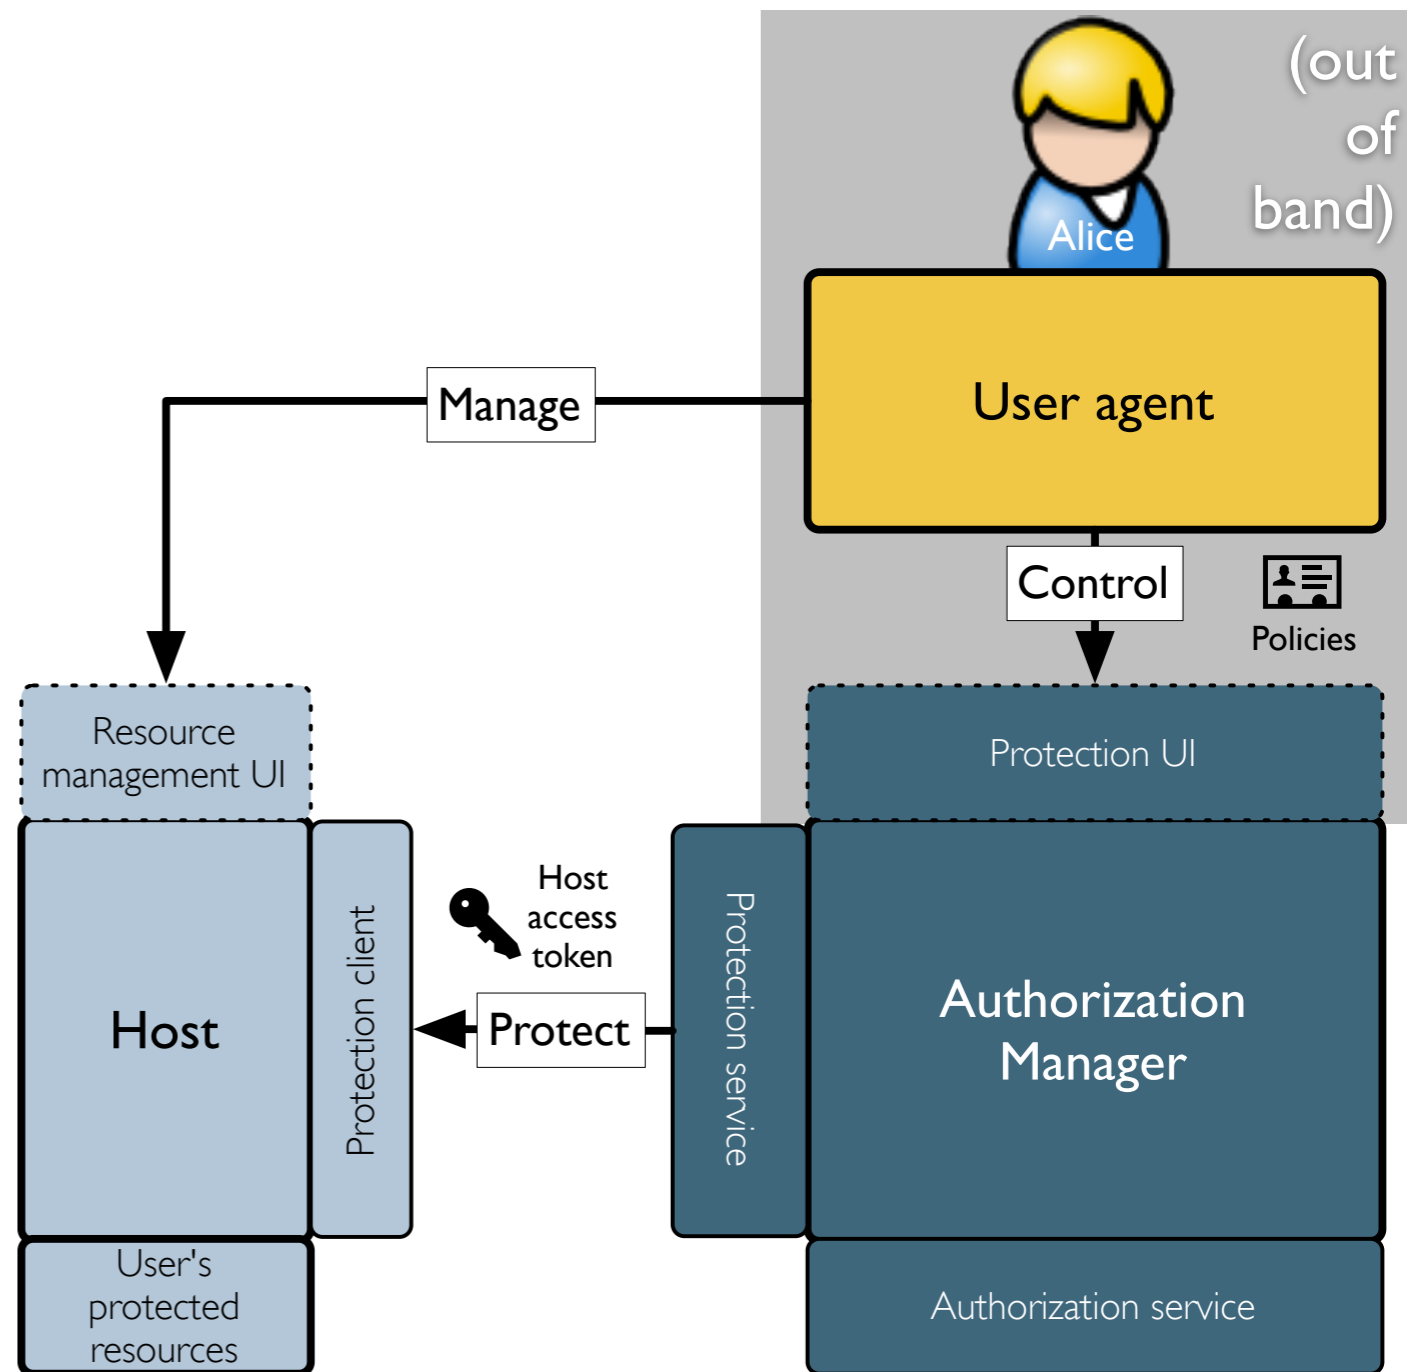 (out
of
band)
Alice
User agent
Manage
Control
Policies
Resource
management UI
Protection UI
Host
access
token
Host
Protection client
Protect
Protection service
Authorization
Manager
User's
protected
resources
Authorization service